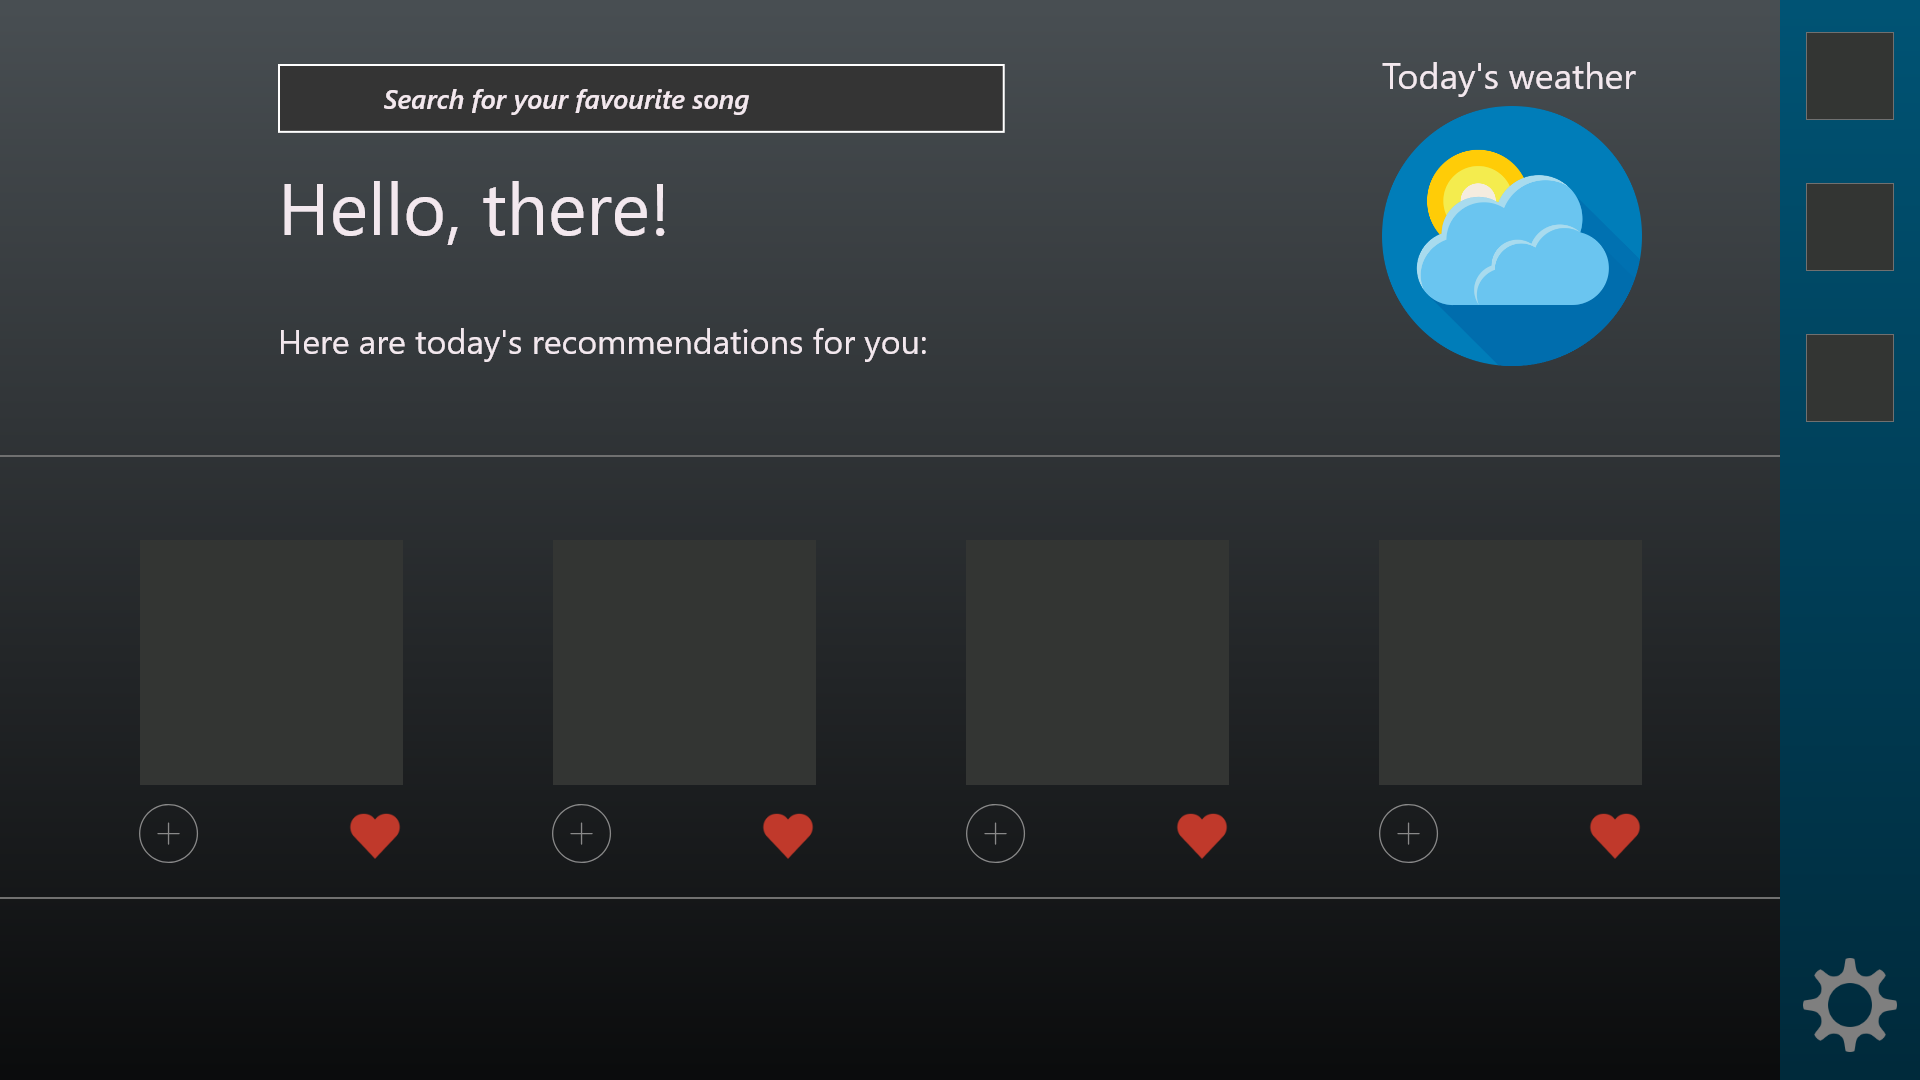 Search for your favourite song
Today's weather
Hello, there!
Here are today's recommendations for you: